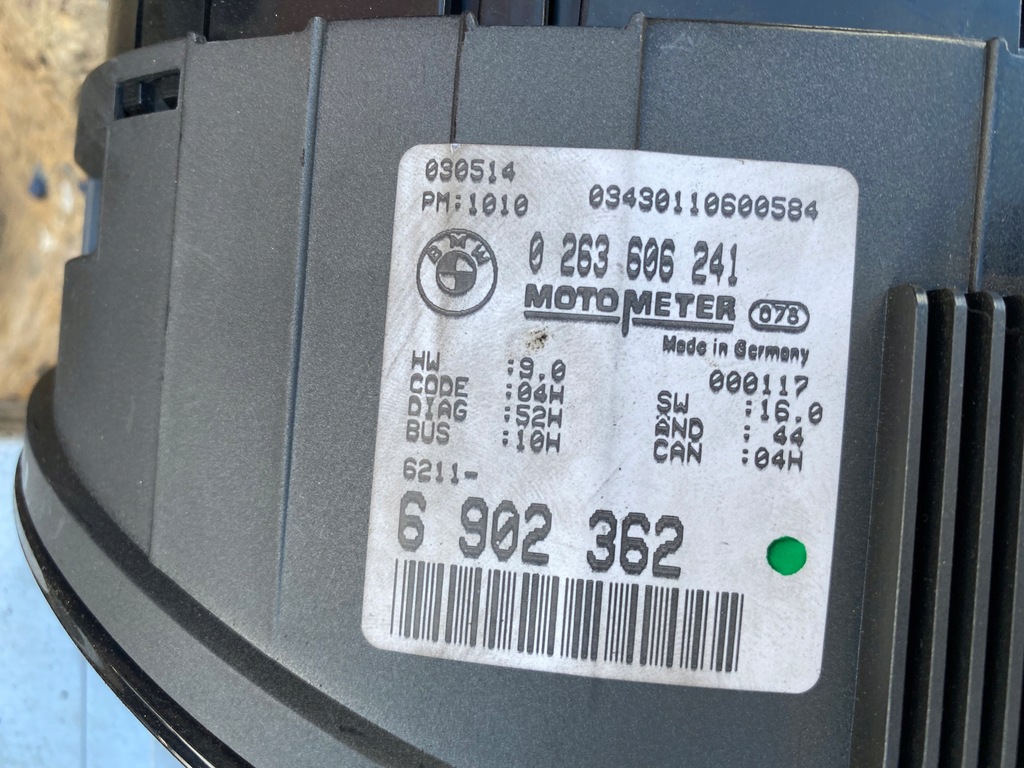 030514
PM:1010 03430110600584
BMW
0 263 606 241
MOTOMETER 078
Made in Germany
000117
HW :9.0
CODE :04H
DIAG :52H
BUS :10H
SW :16.0
ÄND : 44
CAN :04H
6211-
6 902 362